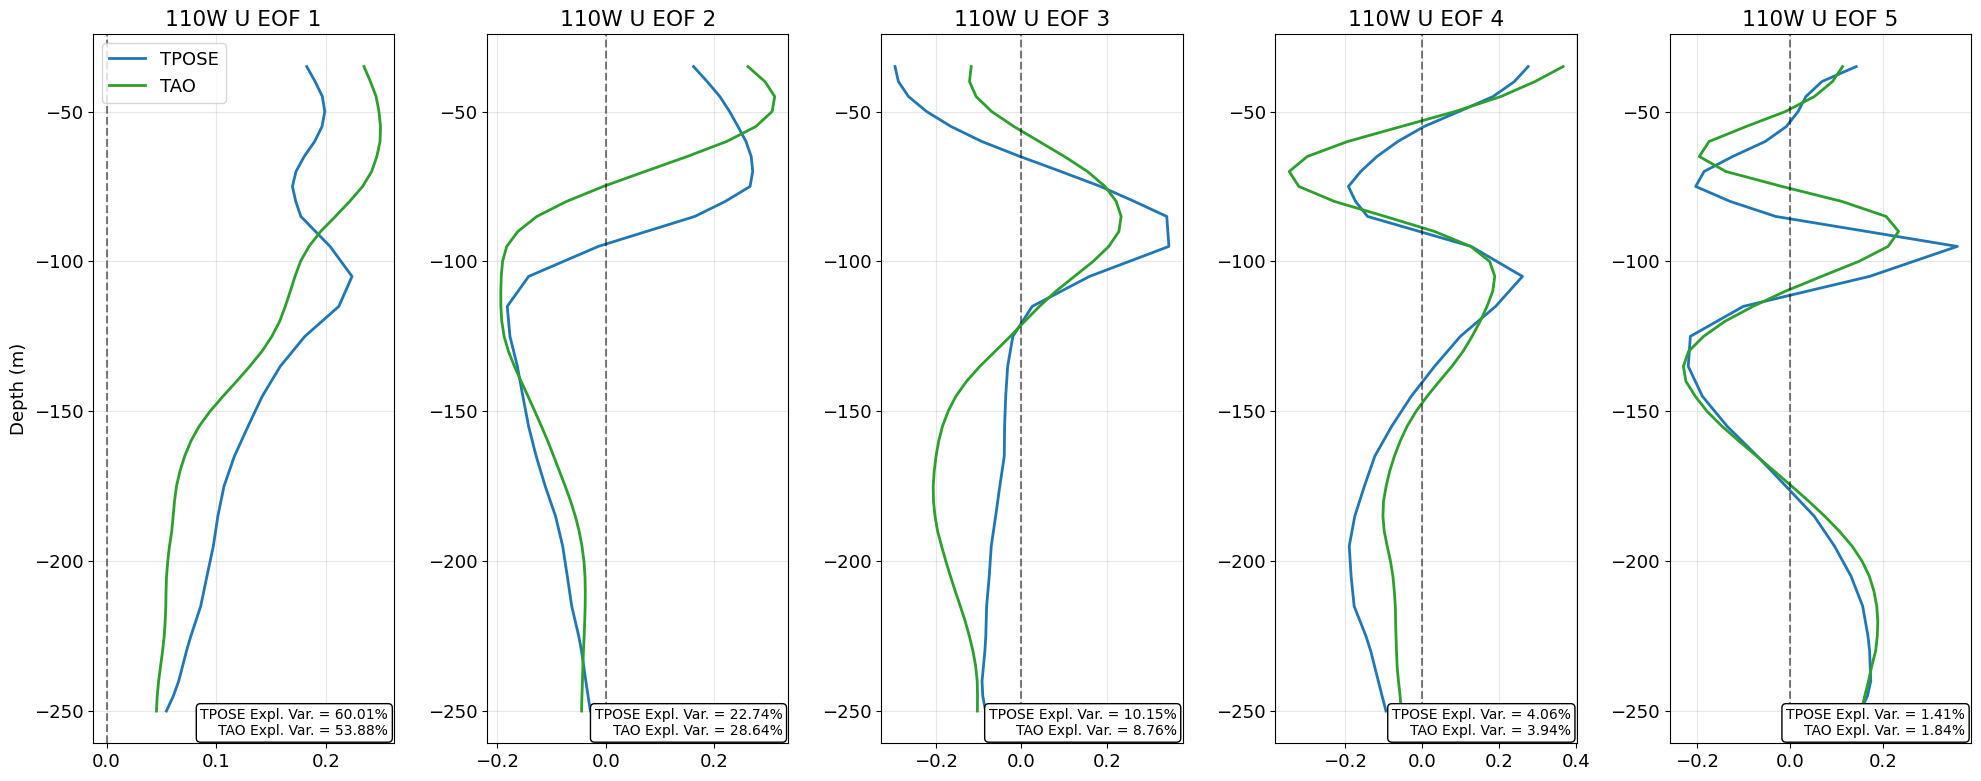 110W U EOF 1
110W U EOF 2
110W U EOF 3
110W U EOF 4
110W U EOF 5
TPOSE
TAO
Depth (m)
−50
−100
−150
−200
−250
0.0
0.1
0.2
TPOSE Expl. Var. = 60.01%
TAO Expl. Var. = 53.88%
−50
−100
−150
−200
−250
−0.2
0.0
0.2
TPOSE Expl. Var. = 22.74%
TAO Expl. Var. = 28.64%
−50
−100
−150
−200
−250
−0.2
0.0
0.2
TPOSE Expl. Var. = 10.15%
TAO Expl. Var. = 8.76%
−50
−100
−150
−200
−250
−0.2
0.0
0.2
0.4
TPOSE Expl. Var. = 4.06%
TAO Expl. Var. = 3.94%
−50
−100
−150
−200
−250
−0.2
0.0
0.2
TPOSE Expl. Var. = 1.41%
TAO Expl. Var. = 1.84%